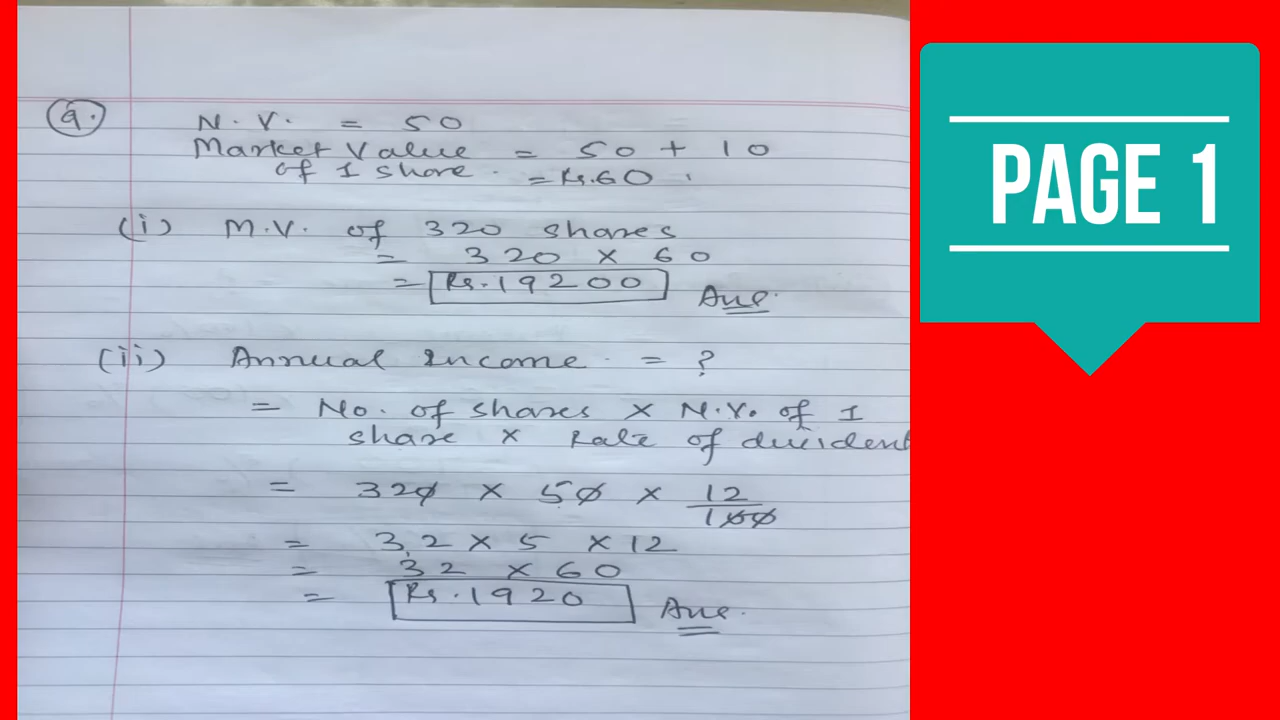 9.
N. V. = 50
Market Value = 50 + 10
of 1 share. = Rs.60
(i) M.V. of 320 shares
= 320 × 60
= Rs.19200 Ans.
(ii) Annual Income = ?
= No. of shares × N.V. of 1
share × Rate of dividend
= 320 × 50 × 12/100
= 32 × 5 × 12
= 32 × 60
= Rs.1920 Ans.
PAGE 1